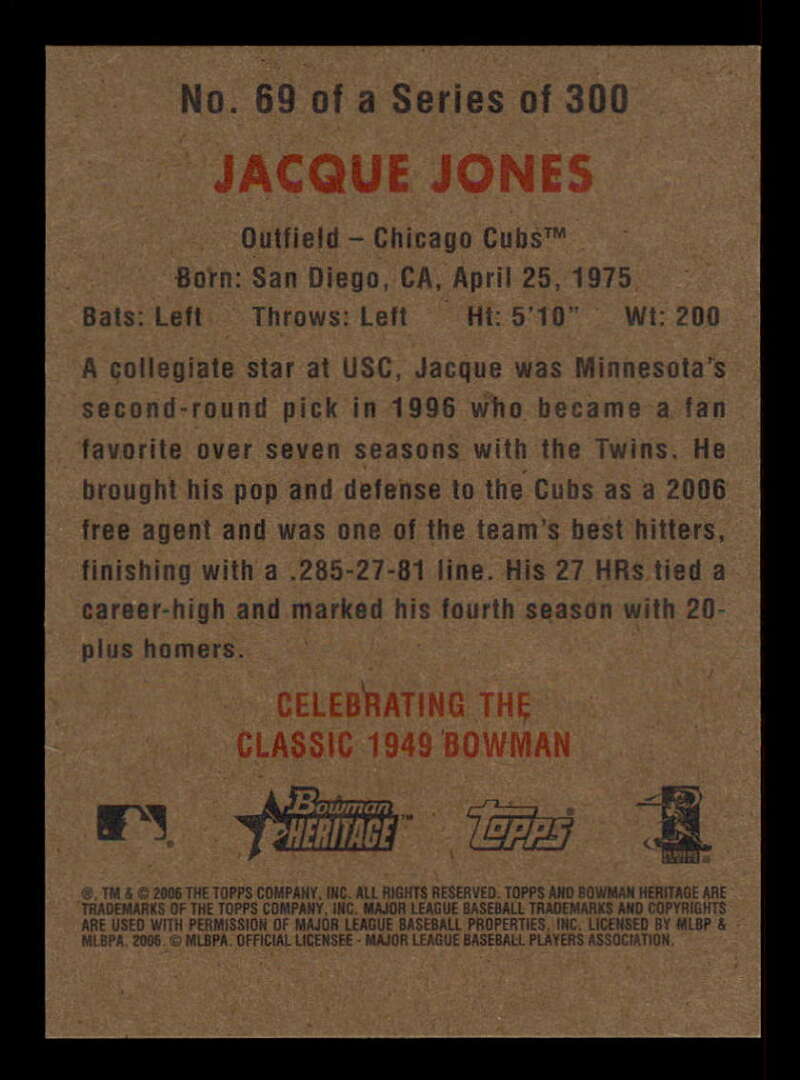 No. 69 of a Series of 300
JACQUE JONES
Outfield – Chicago Cubs™
Born: San Diego, CA, April 25, 1975
Bats: Left Throws: Left Ht: 5'10" Wt: 200
A collegiate star at USC, Jacque was Minnesota's
second-round pick in 1996 who became a fan
favorite over seven seasons with the Twins. He
brought his pop and defense to the Cubs as a 2006
free agent and was one of the team's best hitters,
finishing with a .285-27-81 line. His 27 HRs tied a
career-high and marked his fourth season with 20-
plus homers.
CELEBRATING THE
CLASSIC 1949 BOWMAN
Bowman HERITAGE™ Topps®
®, TM & © 2006 THE TOPPS COMPANY, INC. ALL RIGHTS RESERVED. TOPPS AND BOWMAN HERITAGE ARE
TRADEMARKS OF THE TOPPS COMPANY, INC. MAJOR LEAGUE BASEBALL TRADEMARKS AND COPYRIGHTS
ARE USED WITH PERMISSION OF MAJOR LEAGUE BASEBALL PROPERTIES, INC. LICENSED BY MLBP &
MLBPA. 2006. © MLBPA. OFFICIAL LICENSEE - MAJOR LEAGUE BASEBALL PLAYERS ASSOCIATION.